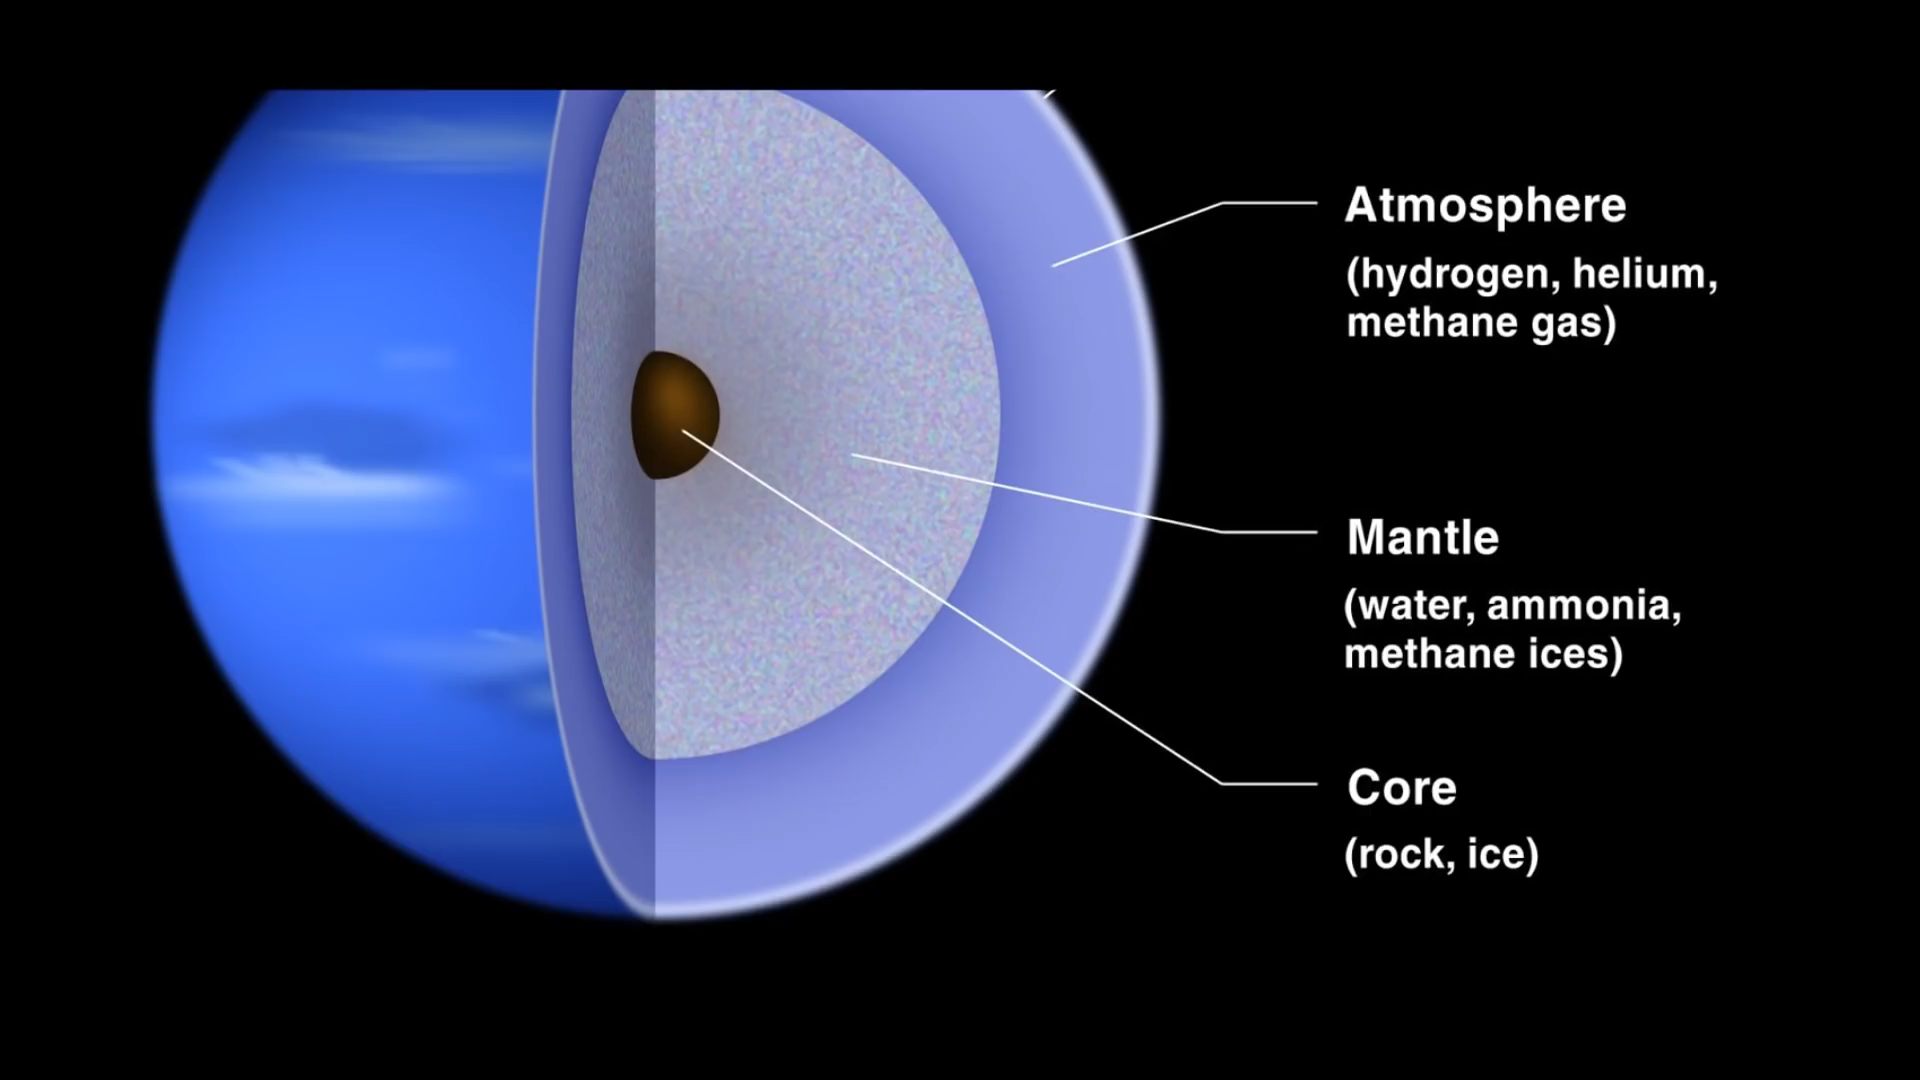 Atmosphere
(hydrogen, helium,
methane gas)
Mantle
(water, ammonia,
methane ices)
Core
(rock, ice)